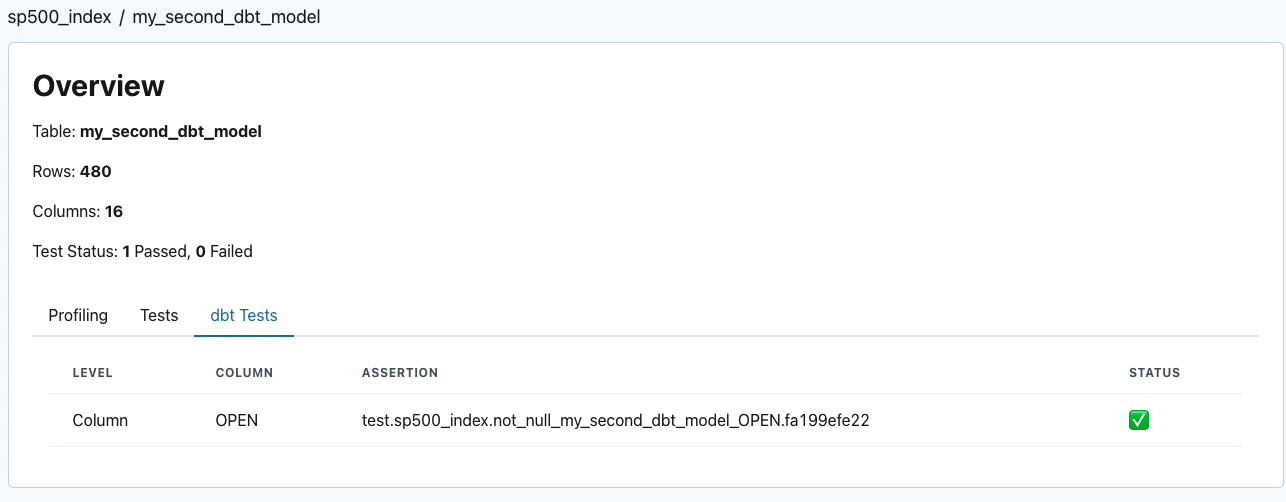 sp500_index / my_second_dbt_model
Overview
Table: my_second_dbt_model
Rows: 480
Columns: 16
Test Status: 1 Passed, 0 Failed
Profiling Tests dbt Tests
LEVEL COLUMN ASSERTION STATUS
Column OPEN test.sp500_index.not_null_my_second_dbt_model_OPEN.fa199efe22 ✅